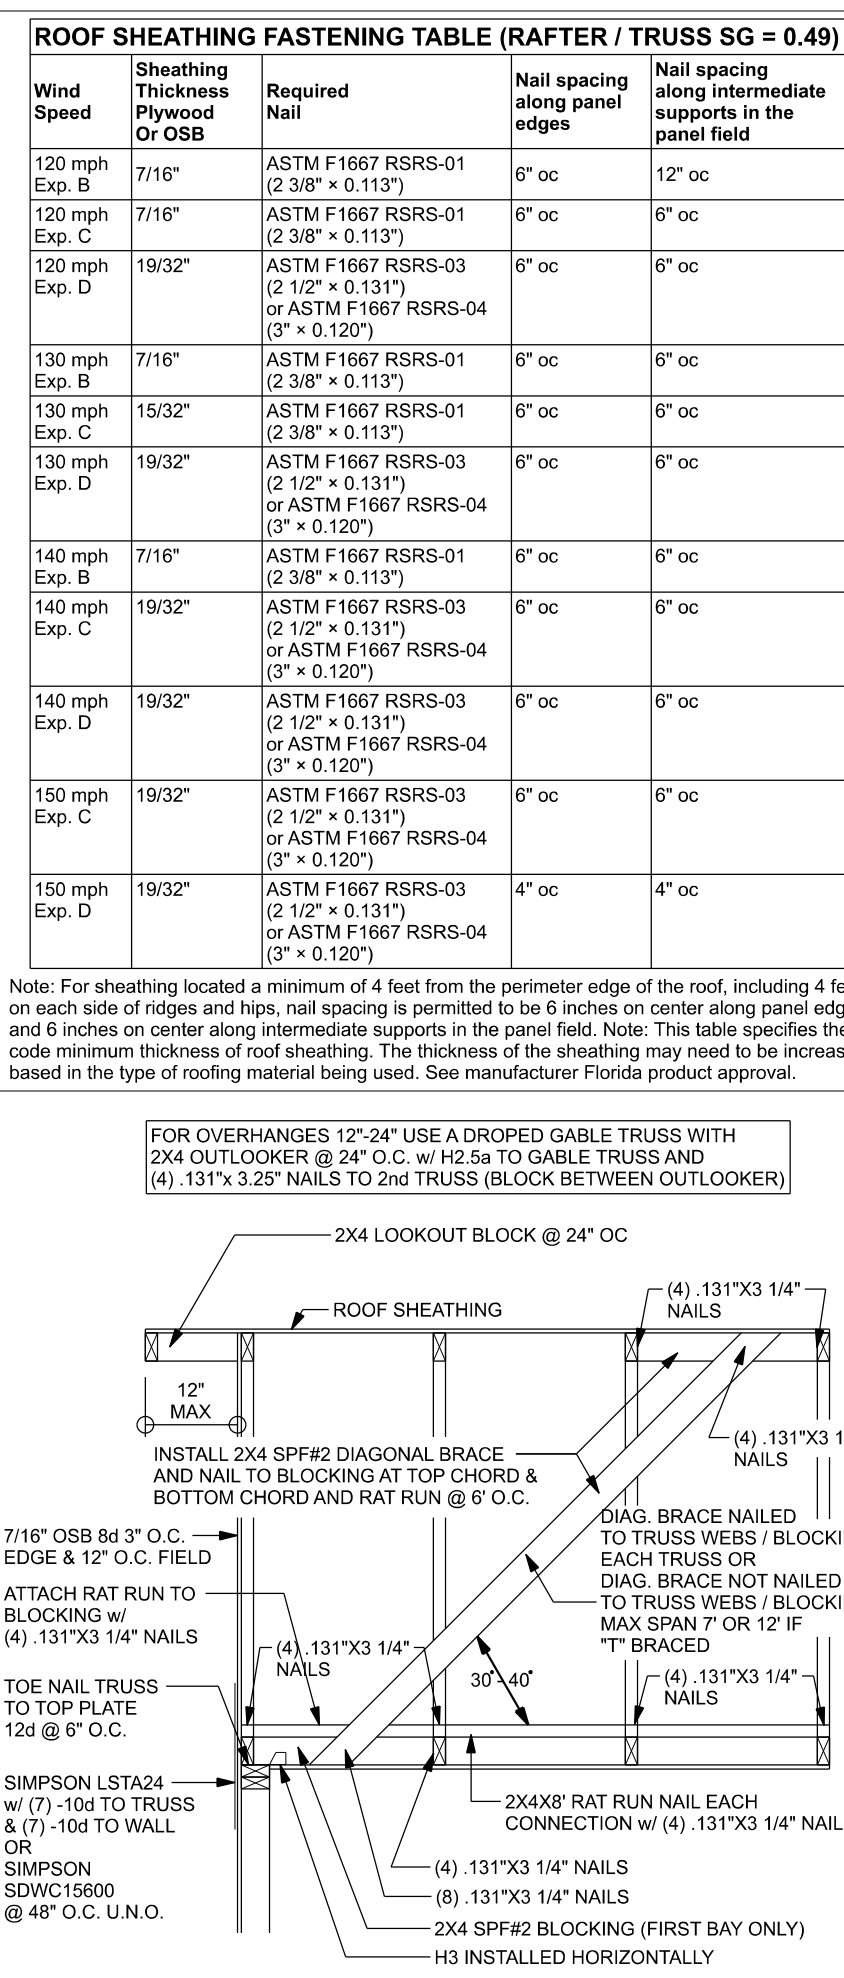 ROOF SHEATHING FASTENING TABLE (RAFTER / TRUSS SG = 0.49)
Wind
Speed
Sheathing
Thickness
Plywood
Or OSB
Required
Nail
Nail spacing
along panel
edges
Nail spacing
along intermediate
supports in the
panel field
120 mph
Exp. B
7/16"
ASTM F1667 RSRS-01
(2 3/8" × 0.113")
6" oc
12" oc
120 mph
Exp. C
7/16"
ASTM F1667 RSRS-01
(2 3/8" × 0.113")
6" oc
6" oc
120 mph
Exp. D
19/32"
ASTM F1667 RSRS-03
(2 1/2" × 0.131")
or ASTM F1667 RSRS-04
(3" × 0.120")
6" oc
6" oc
130 mph
Exp. B
7/16"
ASTM F1667 RSRS-01
(2 3/8" × 0.113")
6" oc
6" oc
130 mph
Exp. C
15/32"
ASTM F1667 RSRS-01
(2 3/8" × 0.113")
6" oc
6" oc
130 mph
Exp. D
19/32"
ASTM F1667 RSRS-03
(2 1/2" × 0.131")
or ASTM F1667 RSRS-04
(3" × 0.120")
6" oc
6" oc
140 mph
Exp. B
7/16"
ASTM F1667 RSRS-01
(2 3/8" × 0.113")
6" oc
6" oc
140 mph
Exp. C
19/32"
ASTM F1667 RSRS-03
(2 1/2" × 0.131")
or ASTM F1667 RSRS-04
(3" × 0.120")
6" oc
6" oc
140 mph
Exp. D
19/32"
ASTM F1667 RSRS-03
(2 1/2" × 0.131")
or ASTM F1667 RSRS-04
(3" × 0.120")
6" oc
6" oc
150 mph
Exp. C
19/32"
ASTM F1667 RSRS-03
(2 1/2" × 0.131")
or ASTM F1667 RSRS-04
(3" × 0.120")
6" oc
6" oc
150 mph
Exp. D
19/32"
ASTM F1667 RSRS-03
(2 1/2" × 0.131")
or ASTM F1667 RSRS-04
(3" × 0.120")
4" oc
4" oc
Note: For sheathing located a minimum of 4 feet from the perimeter edge of the roof, including 4 fe
on each side of ridges and hips, nail spacing is permitted to be 6 inches on center along panel edg
and 6 inches on center along intermediate supports in the panel field. Note: This table specifies the
code minimum thickness of roof sheathing. The thickness of the sheathing may need to be increas
based in the type of roofing material being used. See manufacturer Florida product approval.
FOR OVERHANGES 12"-24" USE A DROPED GABLE TRUSS WITH
2X4 OUTLOOKER @ 24" O.C. w/ H2.5a TO GABLE TRUSS AND
(4) .131"x 3.25" NAILS TO 2nd TRUSS (BLOCK BETWEEN OUTLOOKER)
2X4 LOOKOUT BLOCK @ 24" OC
(4) .131"X3 1/4"
NAILS
ROOF SHEATHING
12"
MAX
(4) .131"X3 1
NAILS
INSTALL 2X4 SPF#2 DIAGONAL BRACE
AND NAIL TO BLOCKING AT TOP CHORD &
BOTTOM CHORD AND RAT RUN @ 6' O.C.
DIAG. BRACE NAILED
TO TRUSS WEBS / BLOCKI
EACH TRUSS OR
DIAG. BRACE NOT NAILED
TO TRUSS WEBS / BLOCKI
MAX SPAN 7' OR 12' IF
"T" BRACED
7/16" OSB 8d 3" O.C.
EDGE & 12" O.C. FIELD
ATTACH RAT RUN TO
BLOCKING w/
(4) .131"X3 1/4" NAILS
(4) .131"X3 1/4"
NAILS
30°-40°
(4) .131"X3 1/4"
NAILS
TOE NAIL TRUSS
TO TOP PLATE
12d @ 6" O.C.
SIMPSON LSTA24
w/ (7) -10d TO TRUSS
& (7) -10d TO WALL
OR
SIMPSON
SDWC15600
@ 48" O.C. U.N.O.
2X4X8' RAT RUN NAIL EACH
CONNECTION w/ (4) .131"X3 1/4" NAIL
(4) .131"X3 1/4" NAILS
(8) .131"X3 1/4" NAILS
2X4 SPF#2 BLOCKING (FIRST BAY ONLY)
H3 INSTALLED HORIZONTALLY